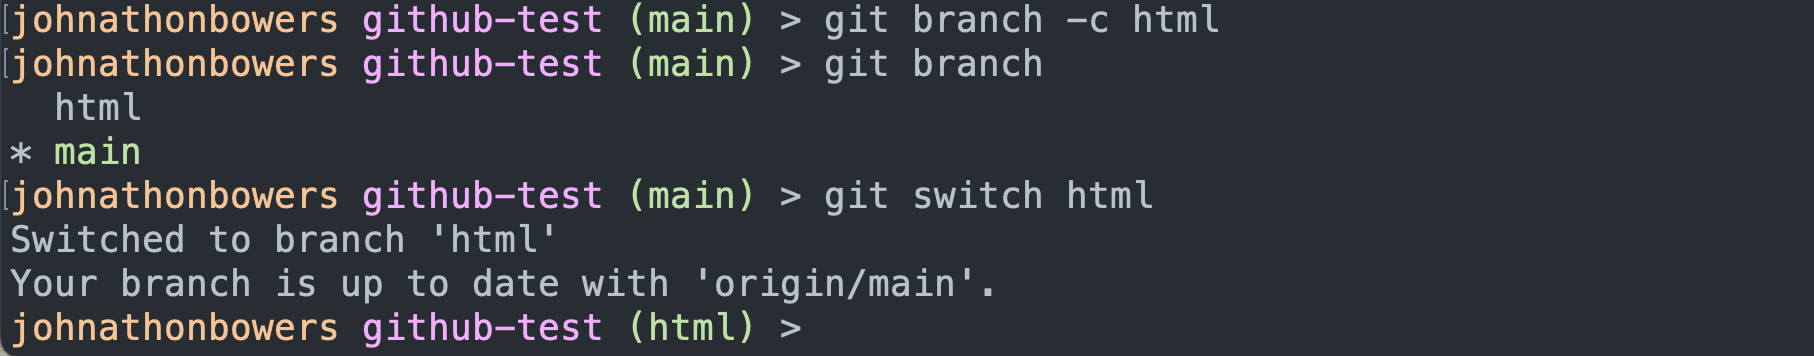 johnathonbowers github-test (main) > git branch -c html
johnathonbowers github-test (main) > git branch
  html
* main
johnathonbowers github-test (main) > git switch html
Switched to branch 'html'
Your branch is up to date with 'origin/main'.
johnathonbowers github-test (html) >